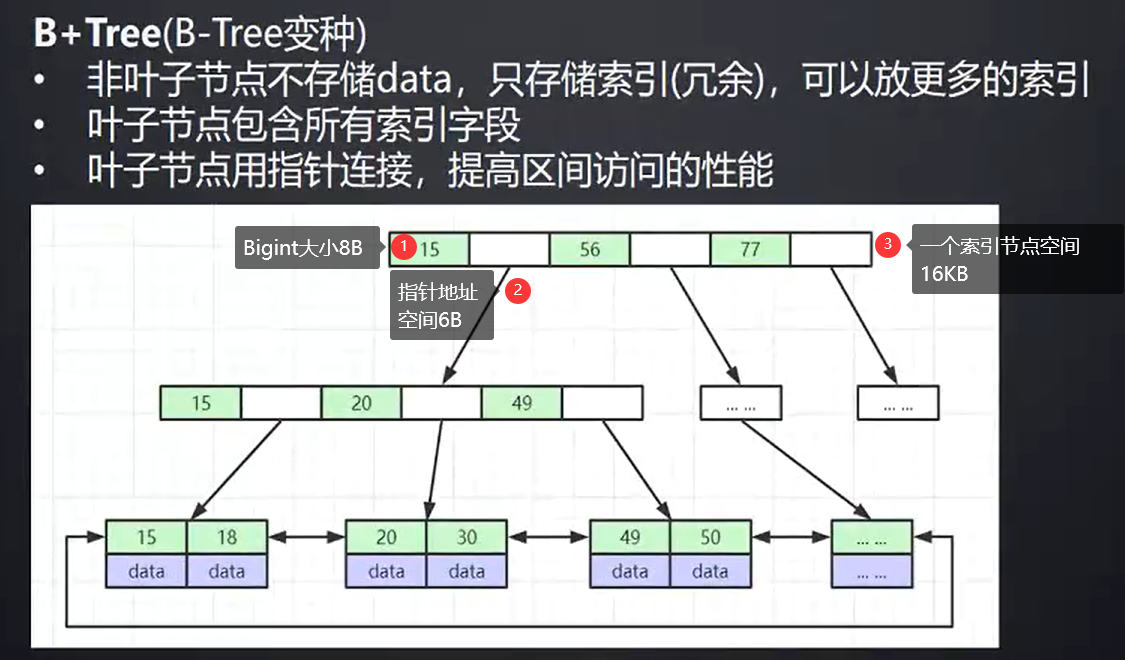 B+Tree(B-Tree变种)
• 非叶子节点不存储data，只存储索引(冗余)，可以放更多的索引
• 叶子节点包含所有索引字段
• 叶子节点用指针连接，提高区间访问的性能
Bigint大小8B
1
15
56
77
3
一个索引节点空间
16KB
指针地址
空间6B
2
15
20
49
... ...
... ...
15 18
20 30
49 50
... ...
data data
data data
data data
... ...